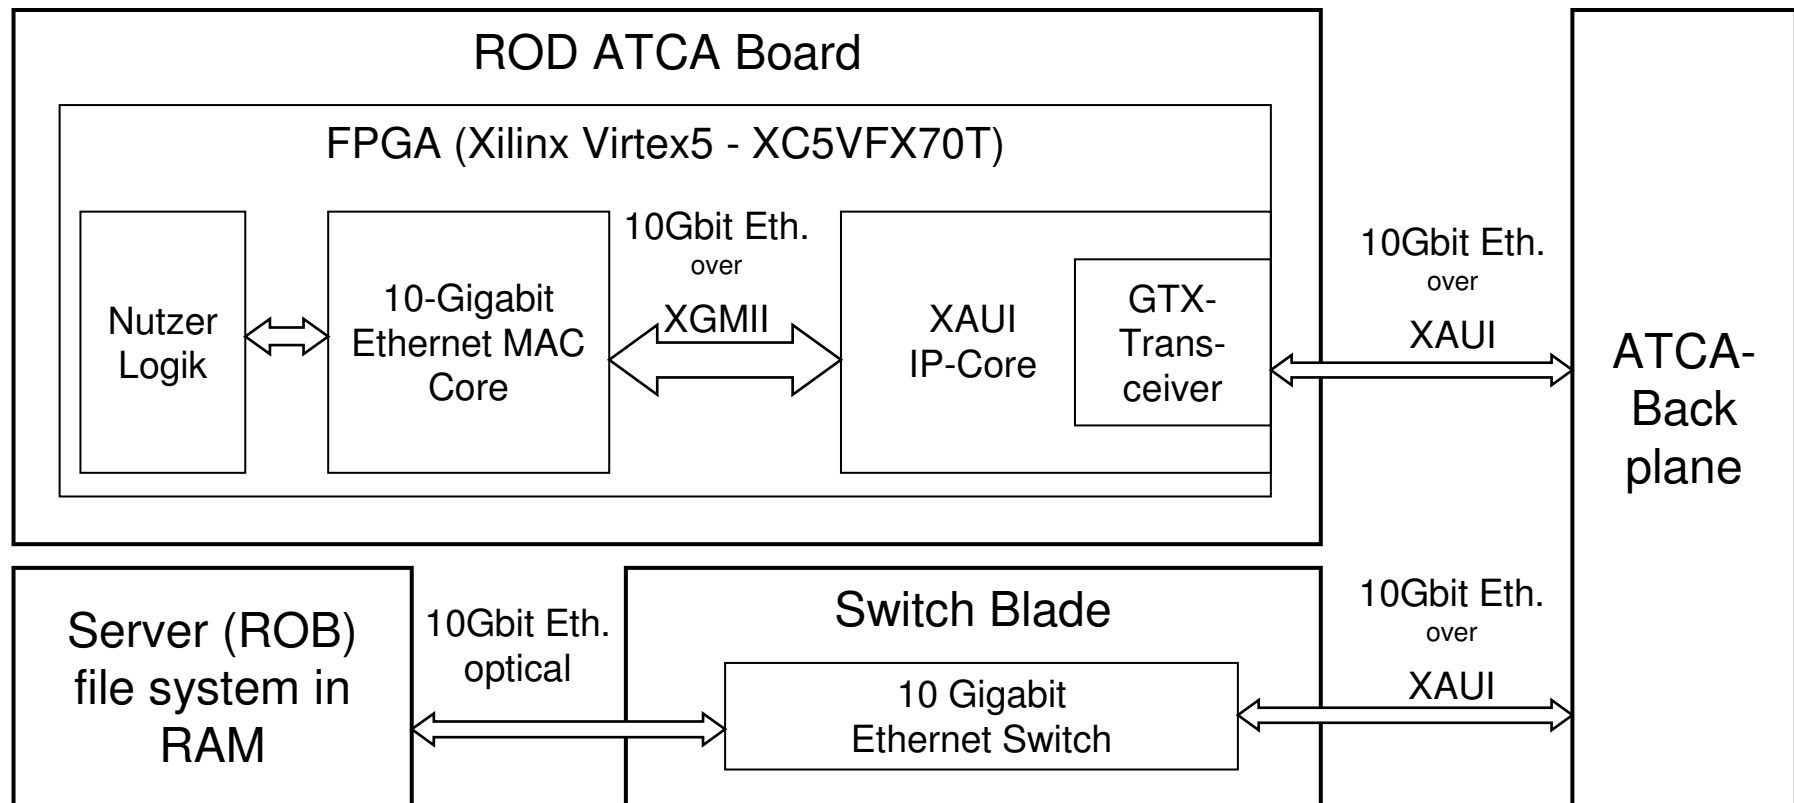 ROD ATCA Board
FPGA (Xilinx Virtex5 - XC5VFX70T)
Nutzer
Logik
10-Gigabit
Ethernet MAC
Core
10Gbit Eth.
over
XGMII
XAUI
IP-Core
GTX-
Trans-
ceiver
10Gbit Eth.
over
XAUI
ATCA-
Back
plane
Server (ROB)
file system in
RAM
10Gbit Eth.
optical
Switch Blade
10 Gigabit
Ethernet Switch
10Gbit Eth.
over
XAUI